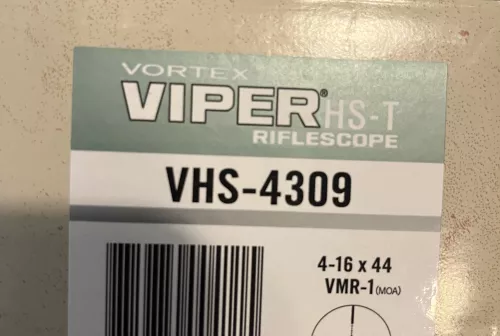 VORTEX
VIPER® HS-T
RIFLESCOPE
VHS-4309
4-16 x 44
VMR-1 (MOA)